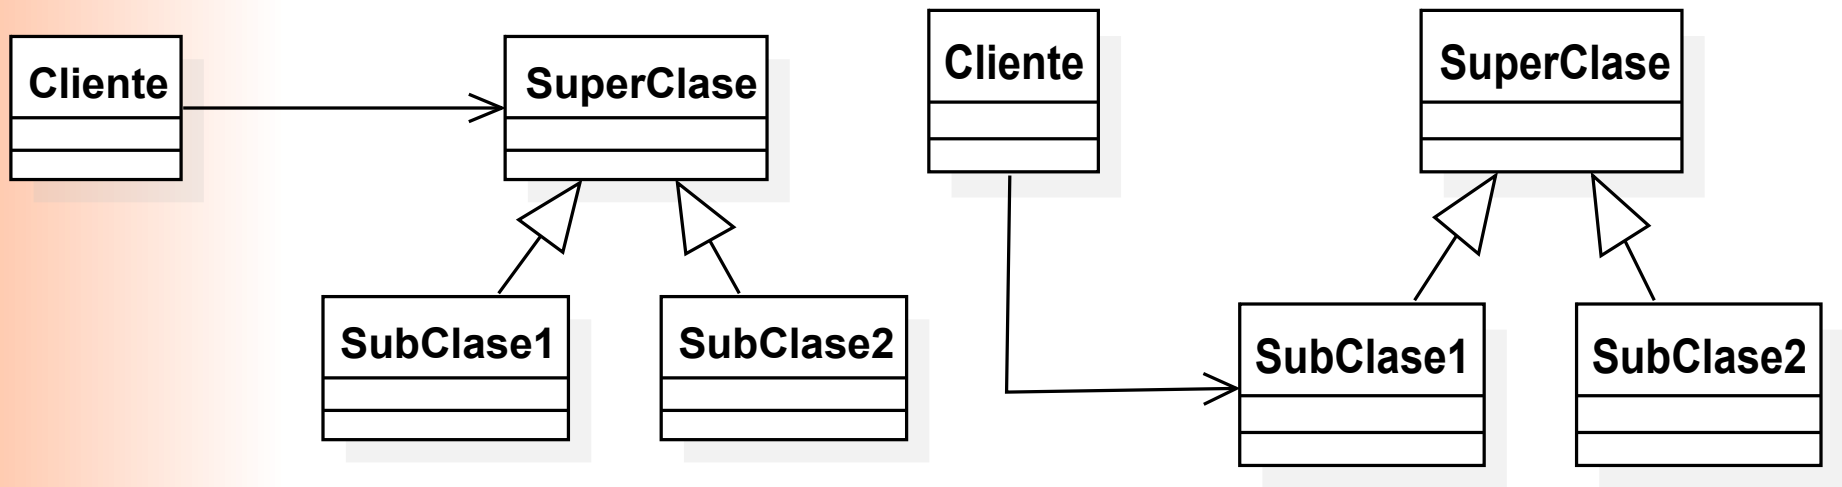 Cliente
SuperClase
SubClase1
SubClase2
Cliente
SuperClase
SubClase1
SubClase2